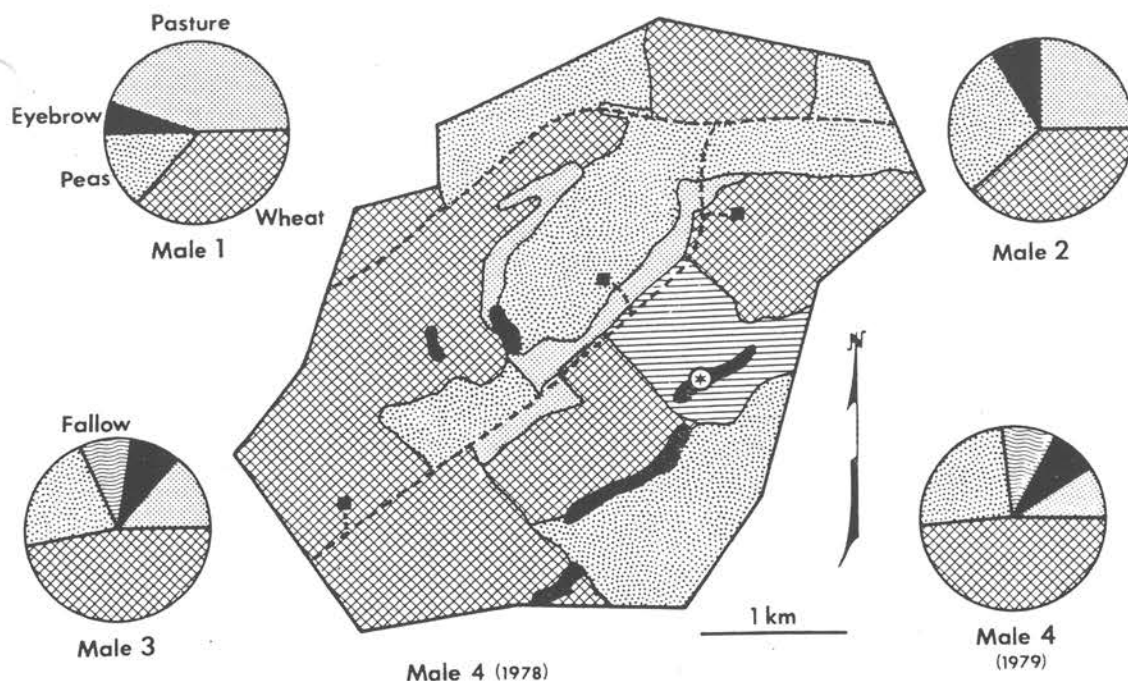 Pasture
Eyebrow
Peas
Wheat
Male 1
Male 2
N
Fallow
Male 3
1 km
Male 4
(1979)
Male 4 (1978)